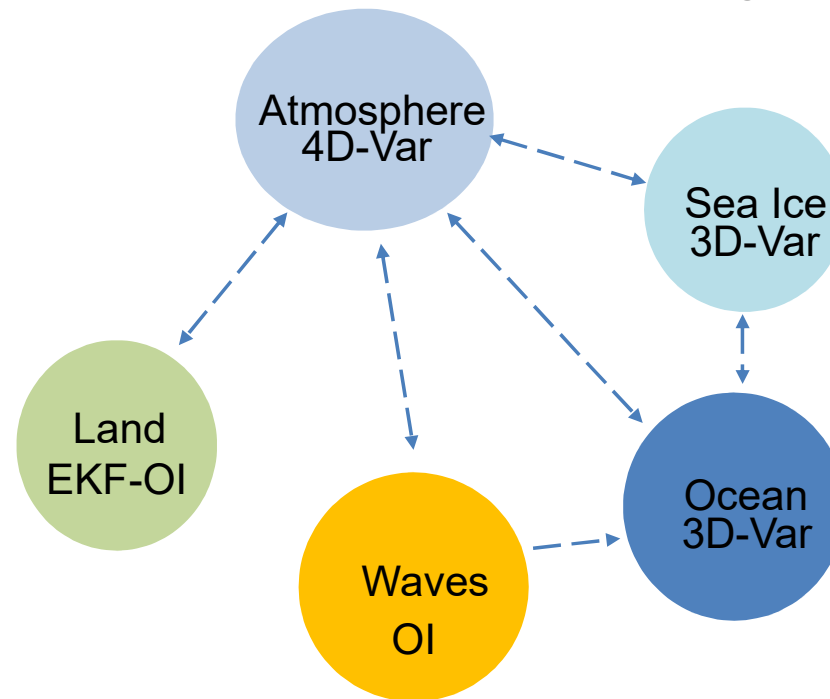 Atmosphere
4D-Var
Sea Ice
3D-Var
Land
EKF-OI
Ocean
3D-Var
Waves
OI